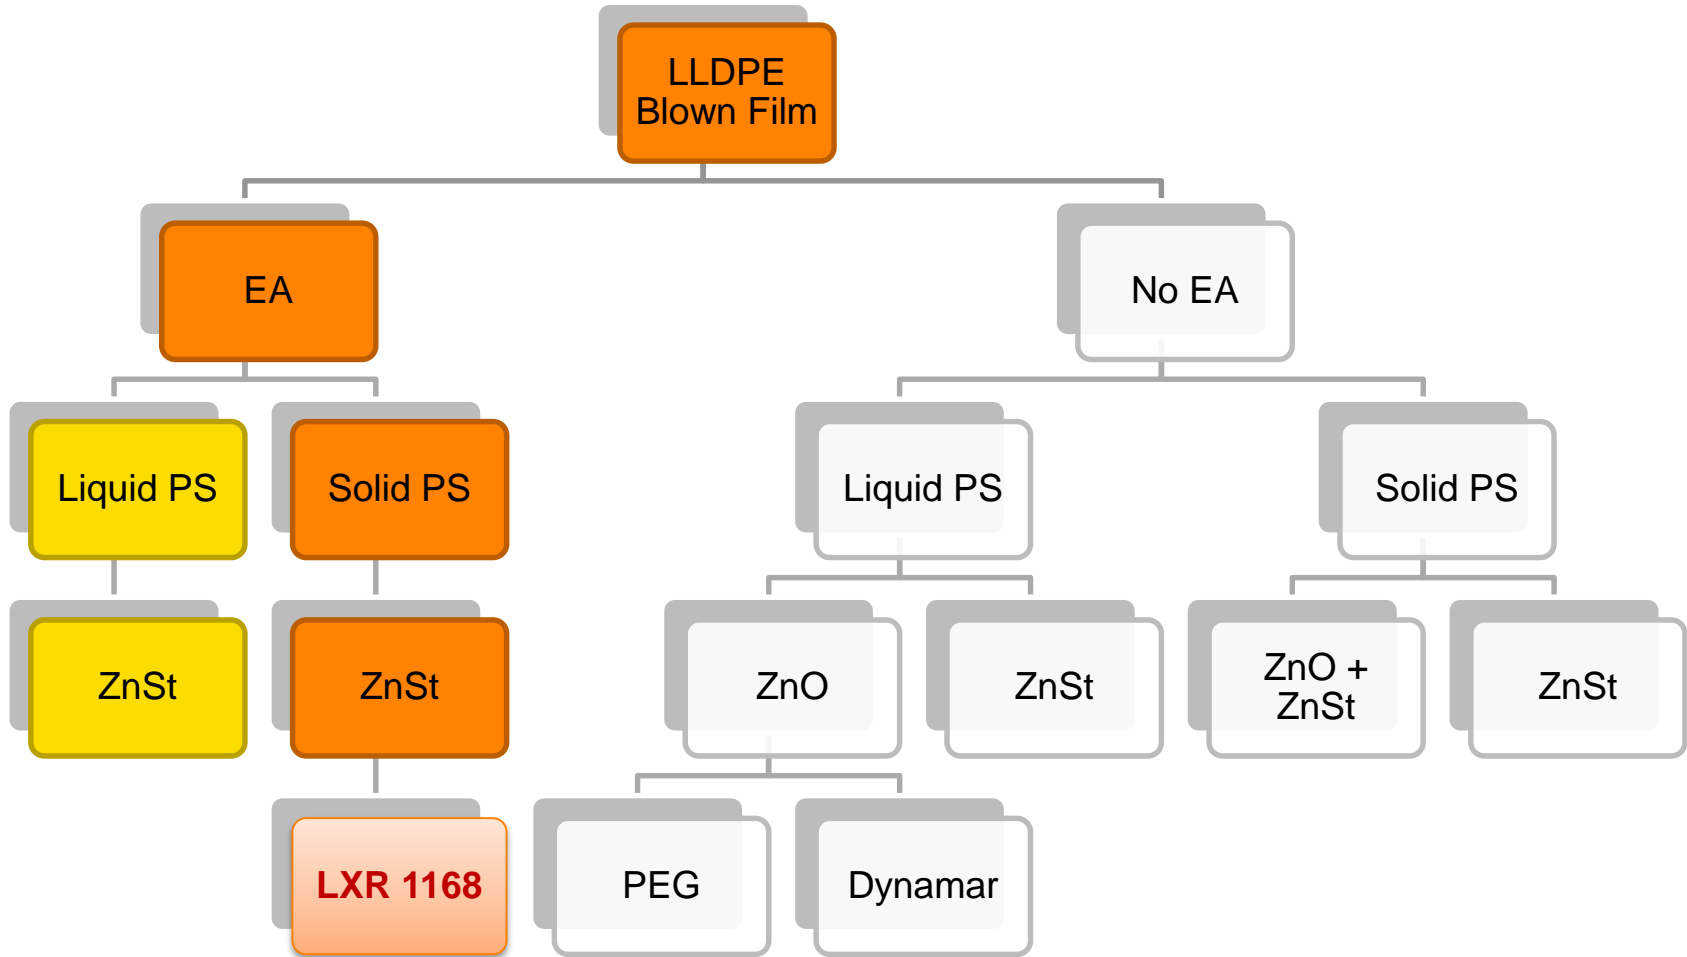 LLDPE
Blown Film
EA
No EA
Liquid PS
Solid PS
Liquid PS
Solid PS
ZnSt
ZnSt
ZnO
ZnSt
ZnO +
ZnSt
ZnSt
LXR 1168
PEG
Dynamar